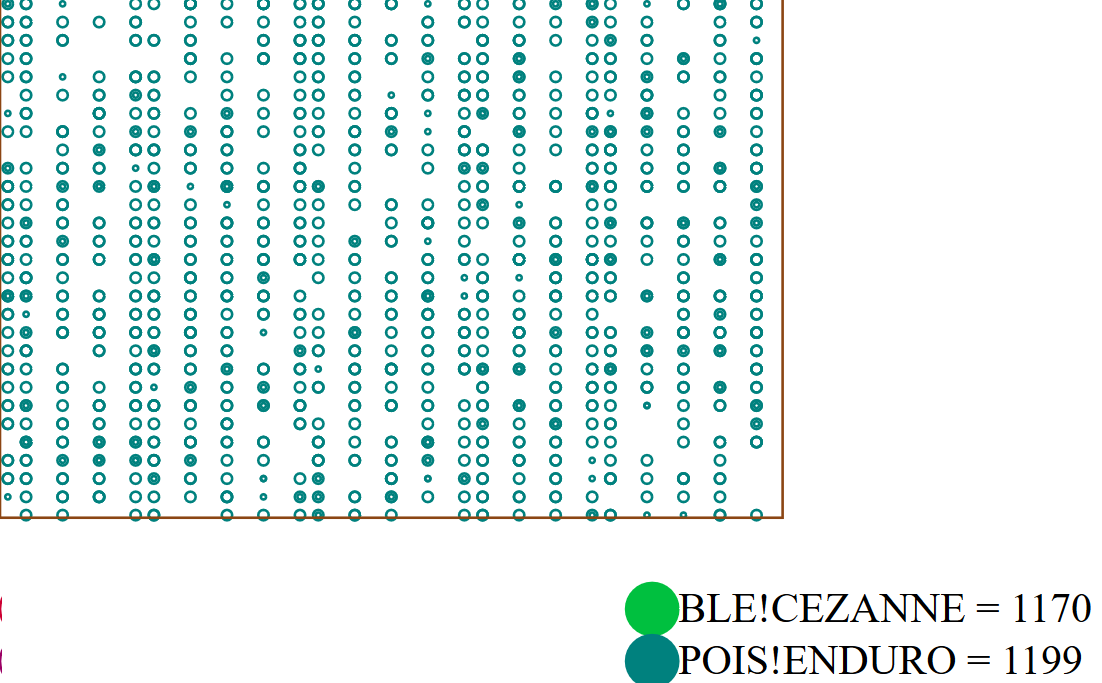 BLE!CEZANNE = 1170
POIS!ENDURO = 1199